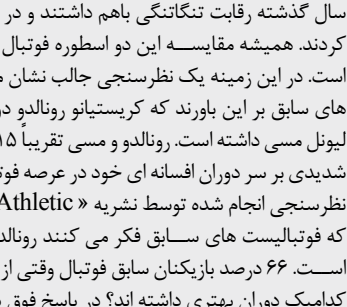 سال گذشته رقابت تنگاتنگی باهم داشتند و در
کردند. همیشه مقایســه این دو اسطوره فوتبال
است. در این زمینه یک نظرسنجی جالب نشان
های سابق بر این باورند که کریستیانو رونالدو
لیونل مسی داشته است. رونالدو و مسی تقریباً ۱۵
شدیدی بر سر دوران افسانه ای خود در عرصه
نظرسنجی انجام شده توسط نشریه « Athletic
که فوتبالیست های ســابق فکر می کنند
اســت. ۶۶ درصد بازیکنان سابق فوتبال وقتی از
کدامیک دوران بهتری داشته اند؟ در پاسخ فوق